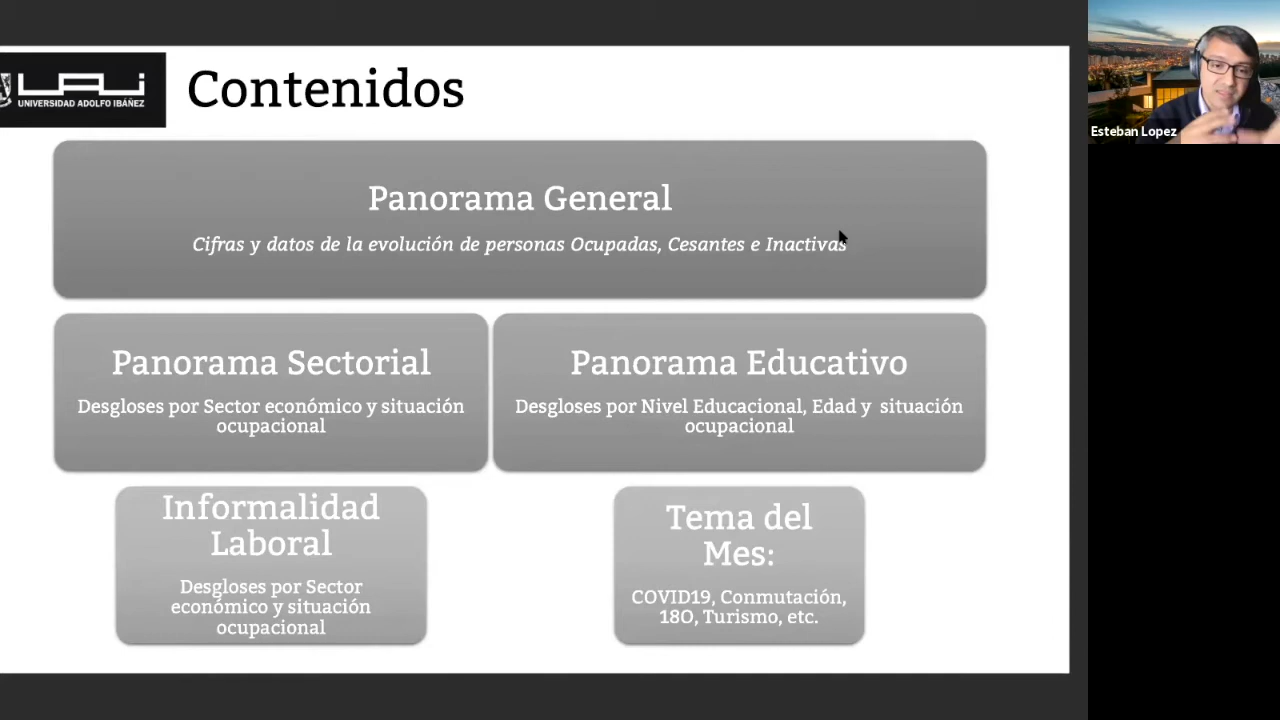 UNIVERSIDAD ADOLFO IBÁÑEZ
Contenidos
Esteban Lopez
Panorama General
Cifras y datos de la evolución de personas Ocupadas, Cesantes e Inactivas
Panorama Sectorial
Desgloses por Sector económico y situación
ocupacional
Panorama Educativo
Desgloses por Nivel Educacional, Edad y situación
ocupacional
Informalidad
Laboral
Desgloses por Sector
económico y situación
ocupacional
Tema del
Mes:
COVID19, Conmutación,
18O, Turismo, etc.